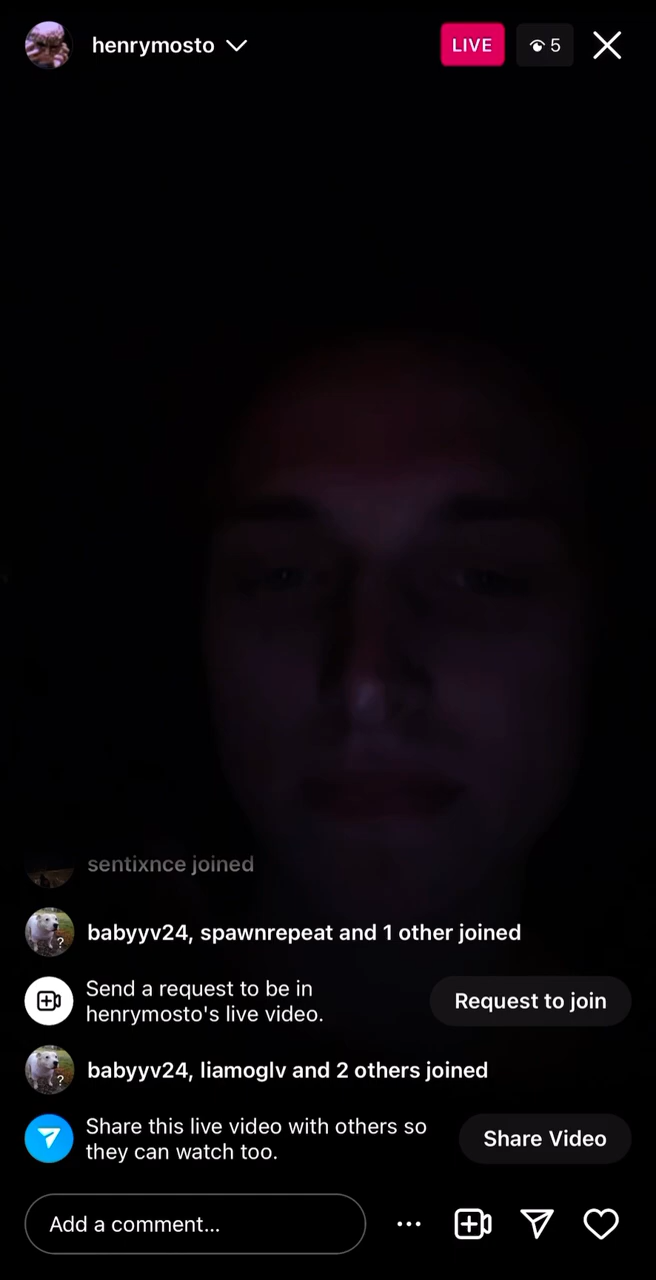 henrymosto
LIVE
5
sentixnce joined
babyyv24, spawnrepeat and 1 other joined
?
Send a request to be in
henrymosto's live video.
Request to join
babyyv24, liamoglv and 2 others joined
?
Share this live video with others so
they can watch too.
Share Video
Add a comment...